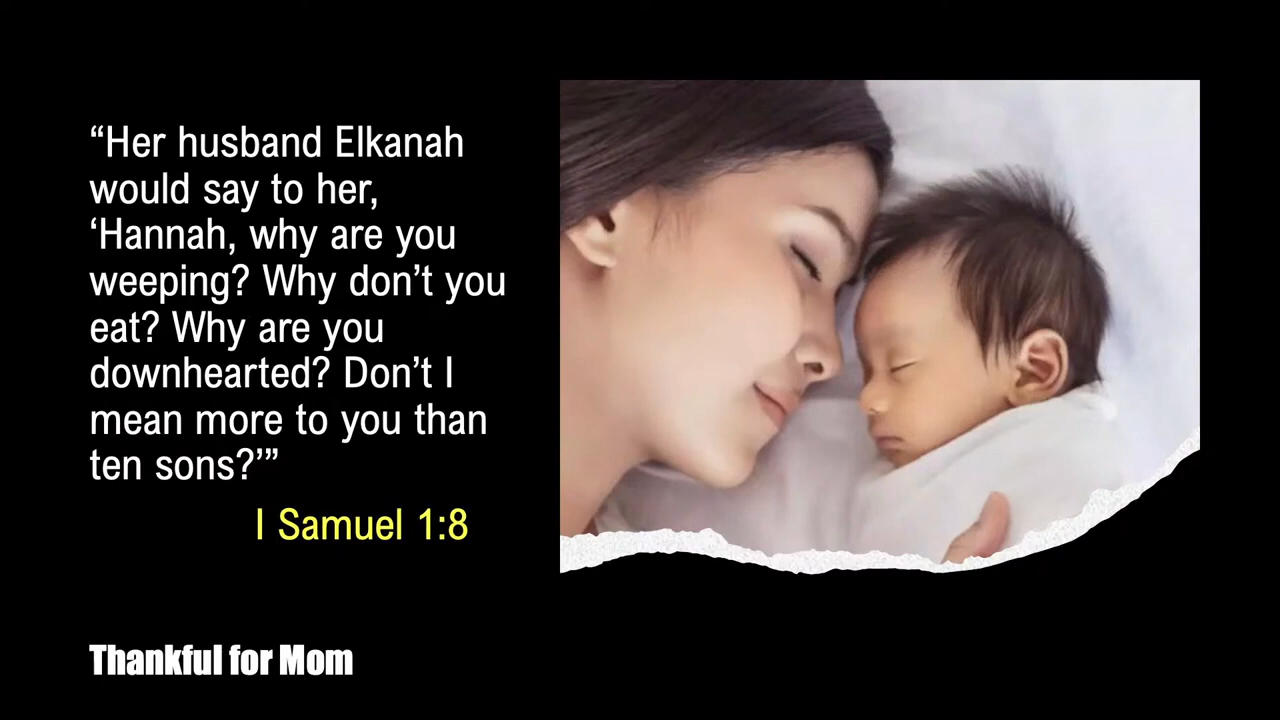 “Her husband Elkanah
would say to her,
‘Hannah, why are you
weeping? Why don’t you
eat? Why are you
downhearted? Don’t I
mean more to you than
ten sons?’”
I Samuel 1:8
Thankful for Mom